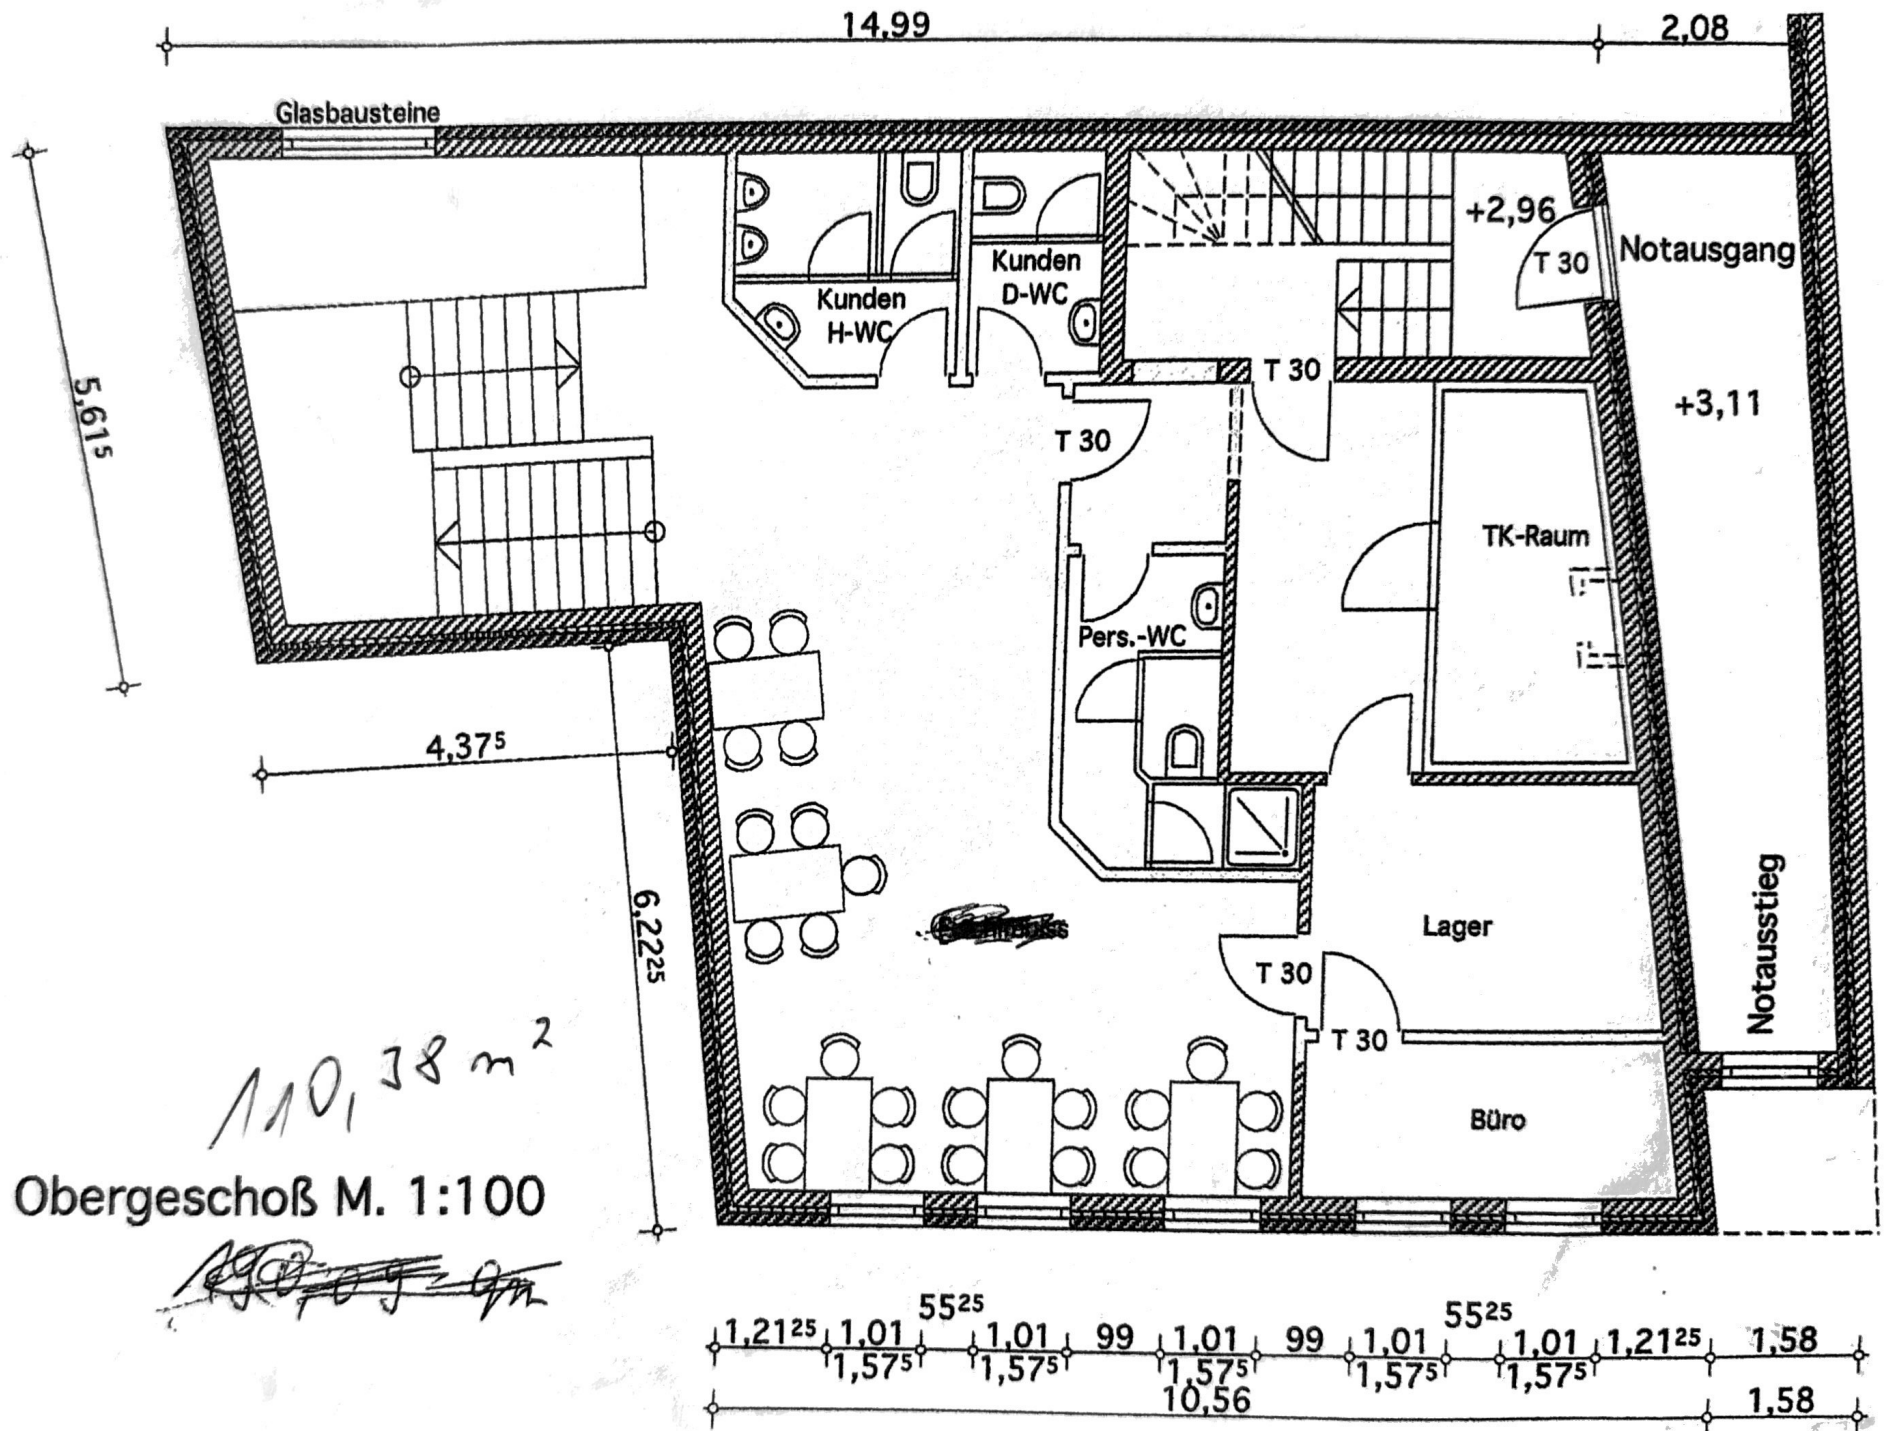 14,99
2,08
Glasbausteine
+2,96
T 30
Notausgang
Kunden
D-WC
Kunden
H-WC
T 30
+3,11
5,61⁵
T 30
TK-Raum
Pers.-WC
4,37⁵
6,22²⁵
Lager
T 30
Notausstieg
T 30
110,38 m²
Büro
Obergeschoß M. 1:100
55²⁵
55²⁵
1,21²⁵ 1,01 1,01 99 1,01 99 1,01 1,01 1,21²⁵ 1,58
1,57⁵ 1,57⁵ 1,57⁵ 1,57⁵ 1,57⁵
10,56
1,58